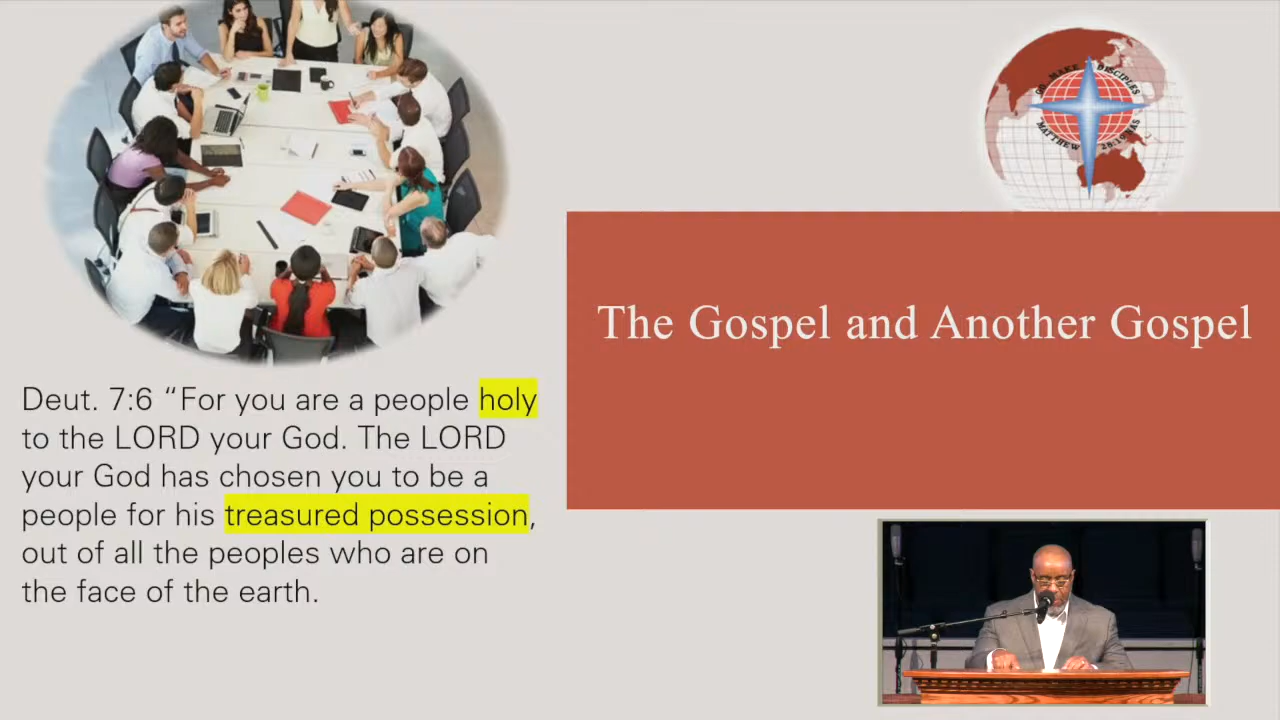 GO MAKE DISCIPLES
MATTHEW 28:19
The Gospel and Another Gospel
Deut. 7:6 “For you are a people holy
to the LORD your God. The LORD
your God has chosen you to be a
people for his treasured possession,
out of all the peoples who are on
the face of the earth.